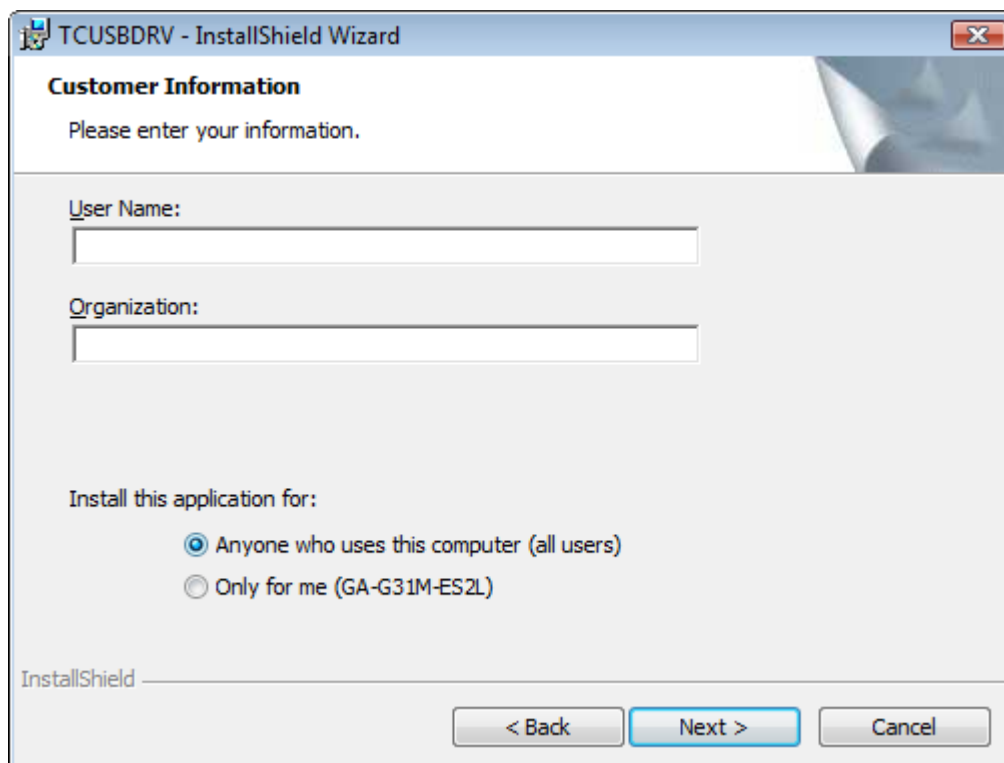 TCUSBDRV - InstallShield Wizard
Customer Information
Please enter your information.
User Name:
Organization:
Install this application for:
Anyone who uses this computer (all users)
Only for me (GA-G31M-ES2L)
InstallShield
< Back Next > Cancel